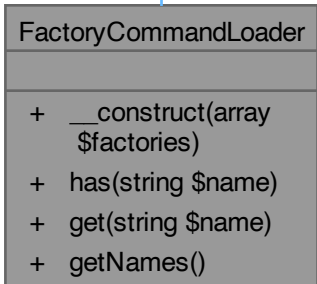 FactoryCommandLoader
+ __construct(array
$factories)
+ has(string $name)
+ get(string $name)
+ getNames()